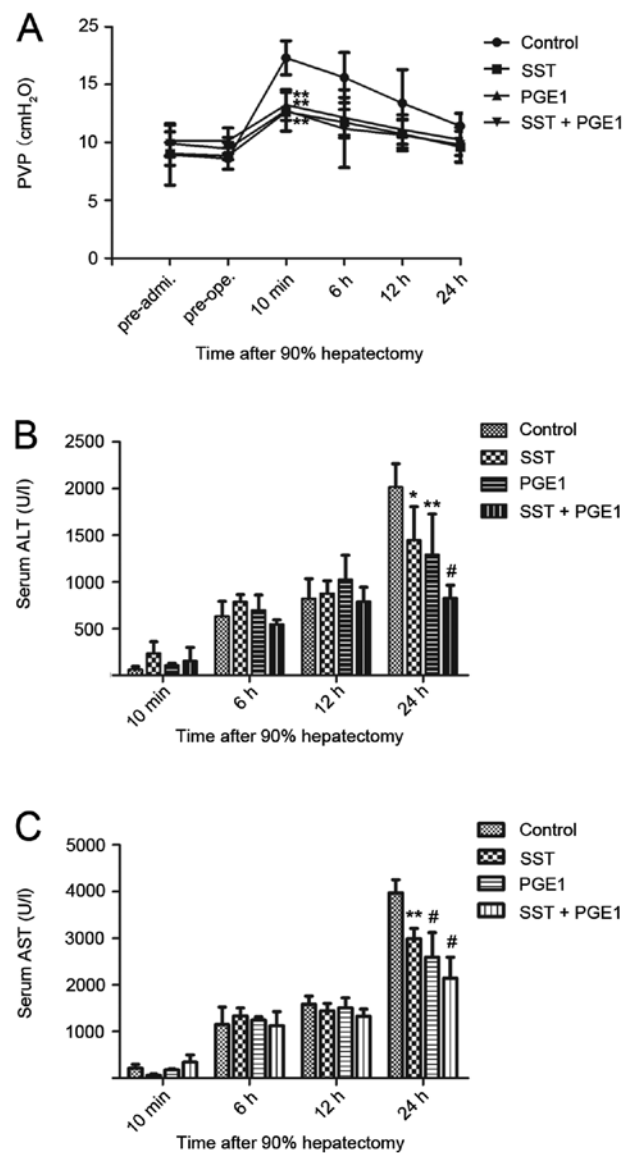 A
25
20
15
10
5
0
PVP (cmH2O)
**
**
**
Control
SST
PGE1
SST + PGE1
pre-admi.
pre-ope.
10 min
6 h
12 h
24 h
Time after 90% hepatectomy
B
2500
2000
1500
1000
500
Serum ALT (U/l)
*
**
#
Control
SST
PGE1
SST + PGE1
10 min
6 h
12 h
24 h
Time after 90% hepatectomy
C
5000
4000
3000
2000
1000
Serum AST (U/l)
**
#
#
Control
SST
PGE1
SST + PGE1
10 min
6 h
12 h
24 h
Time after 90% hepatectomy